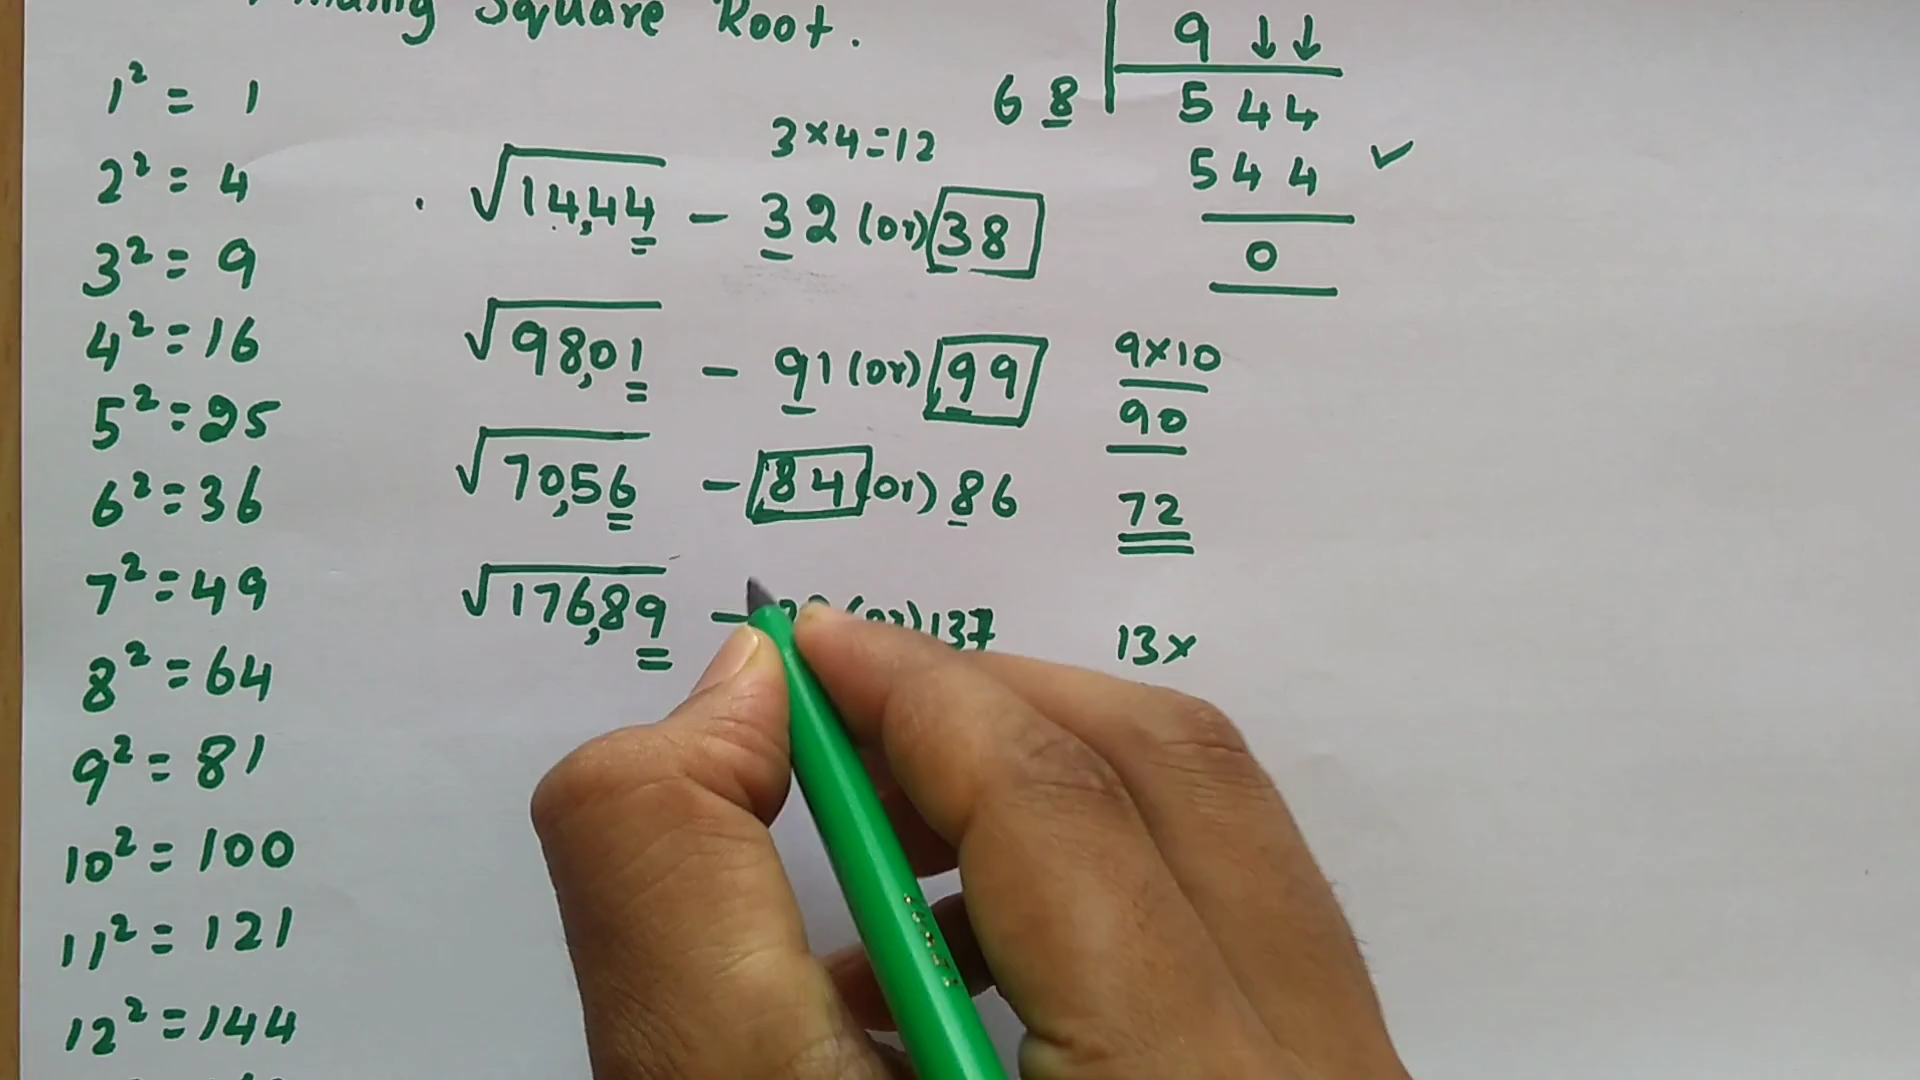 Square Root.
1² = 1
2² = 4
3² = 9
4² = 16
5² = 25
6² = 36
7² = 49
8² = 64
9² = 81
10² = 100
11² = 121
12² = 144
3×4=12
√14,44 - 32 (or) 38
√98,01 - 91 (or) 99
√70,56 - 84 (or) 86
√176,89 - (or) 137
9 ↓↓
68 544
544 ✓
0
9×10
90
72
13×